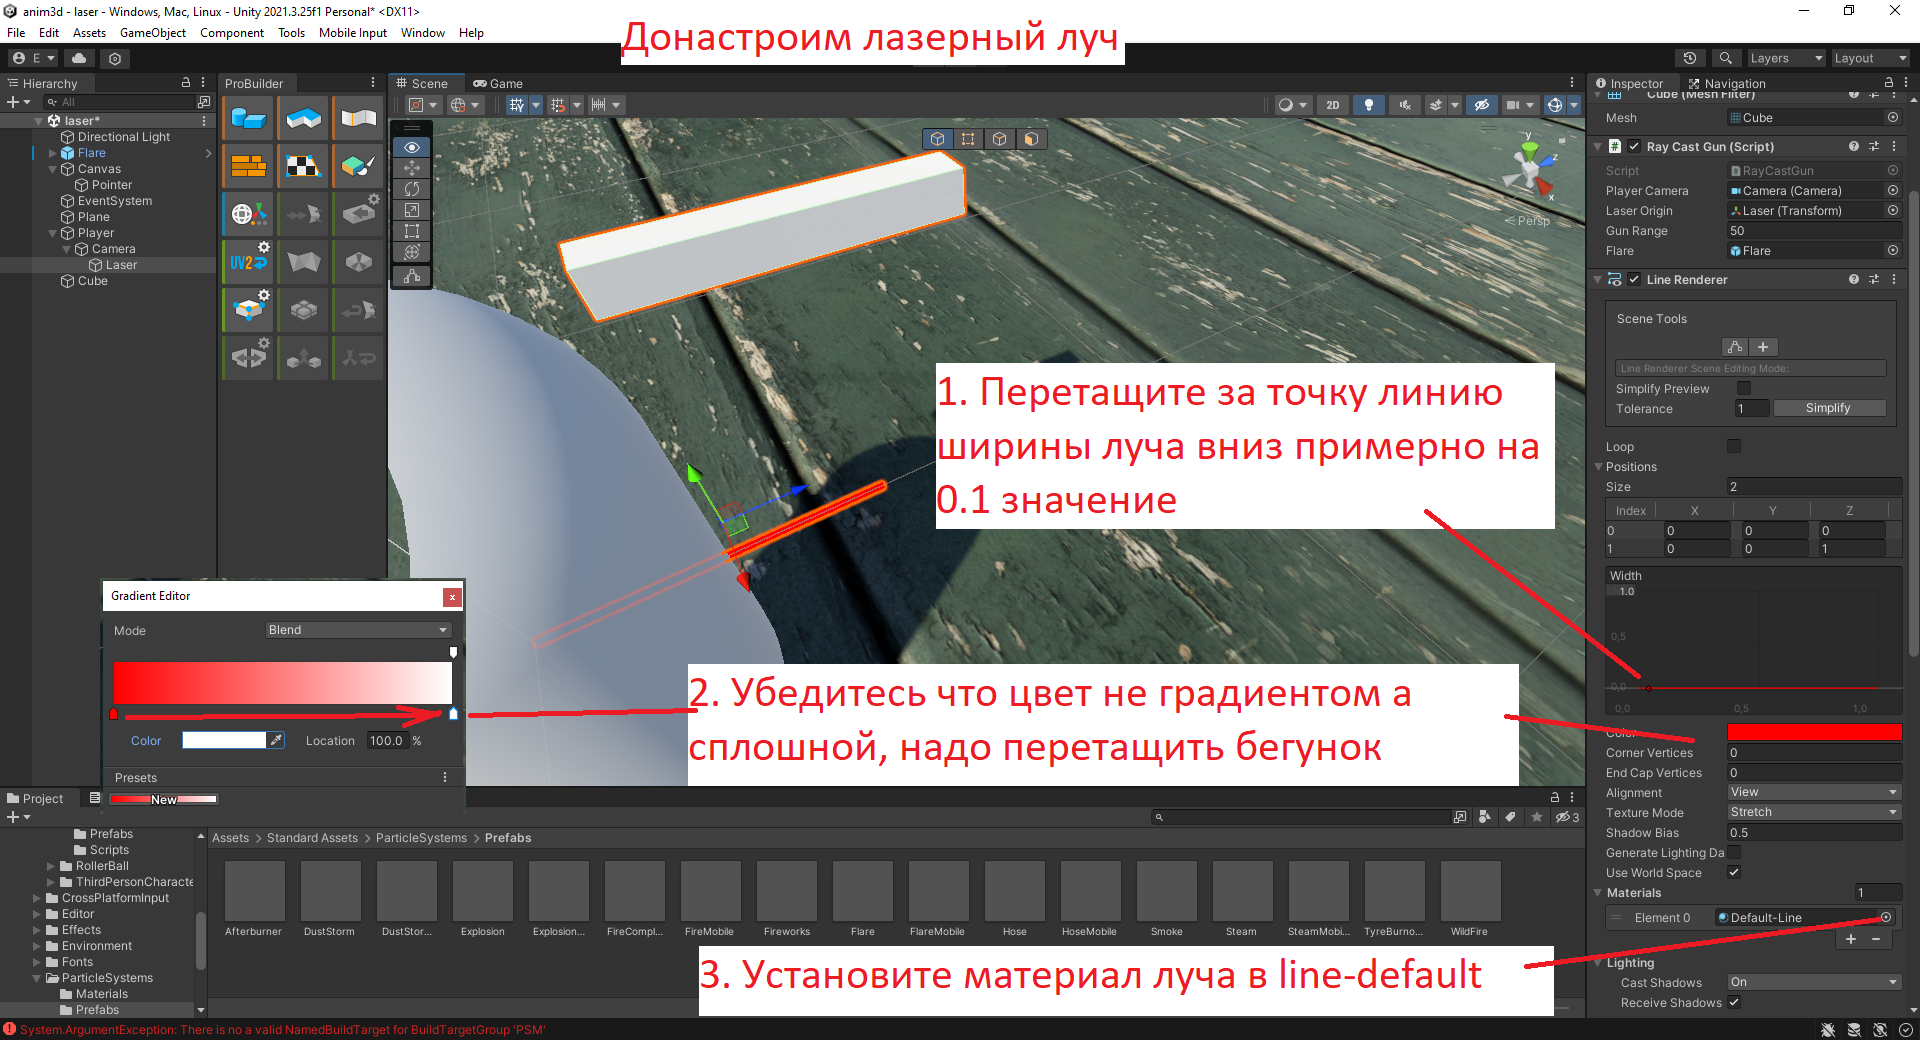 anim3d - laser - Windows, Mac, Linux - Unity 2021.3.25f1 Personal* <DX11>
File Edit Assets GameObject Component Tools Mobile Input Window Help
Донастроим лазерный луч
E
Layers
Layout
Hierarchy
All
laser*
Directional Light
Flare
Canvas
Pointer
EventSystem
Plane
Player
Camera
Laser
Cube
ProBuilder
UV2
Scene
Game
2D
y
z
x
Persp
1. Перетащите за точку линию
ширины луча вниз примерно на
0.1 значение
2. Убедитесь что цвет не градиентом а
сплошной, надо перетащить бегунок
3. Установите материал луча в line-default
Gradient Editor
x
Mode
Blend
Color
Location
100.0
%
Presets
New
Inspector
Navigation
Cube (Mesh Filter)
Mesh
Cube
Ray Cast Gun (Script)
Script
RayCastGun
Player Camera
Camera (Camera)
Laser Origin
Laser (Transform)
Gun Range
50
Flare
Flare
Line Renderer
Scene Tools
Line Renderer Scene Editing Mode:
Simplify Preview
Tolerance
1
Simplify
Loop
Positions
Size
2
Index X Y Z
0 0 0 0
1 0 0 1
Width
1.0
0,5
0,0
0,0 0,5 1,0
Color
Corner Vertices
0
End Cap Vertices
0
Alignment
View
Texture Mode
Stretch
Shadow Bias
0.5
Generate Lighting Da
Use World Space
Materials
1
Element 0
Default-Line
Lighting
Cast Shadows
On
Receive Shadows
Project
Prefabs
Scripts
RollerBall
ThirdPersonCharacte
CrossPlatformInput
Editor
Effects
Environment
Fonts
ParticleSystems
Materials
Prefabs
3
Assets > Standard Assets > ParticleSystems > Prefabs
Afterburner DustStorm DustStor... Explosion Explosion... FireCompl... FireMobile Fireworks Flare FlareMobile Hose HoseMobile Smoke Steam SteamMobi... TyreBurno... WildFire
System.ArgumentException: There is no a valid NamedBuildTarget for BuildTargetGroup 'PSM'